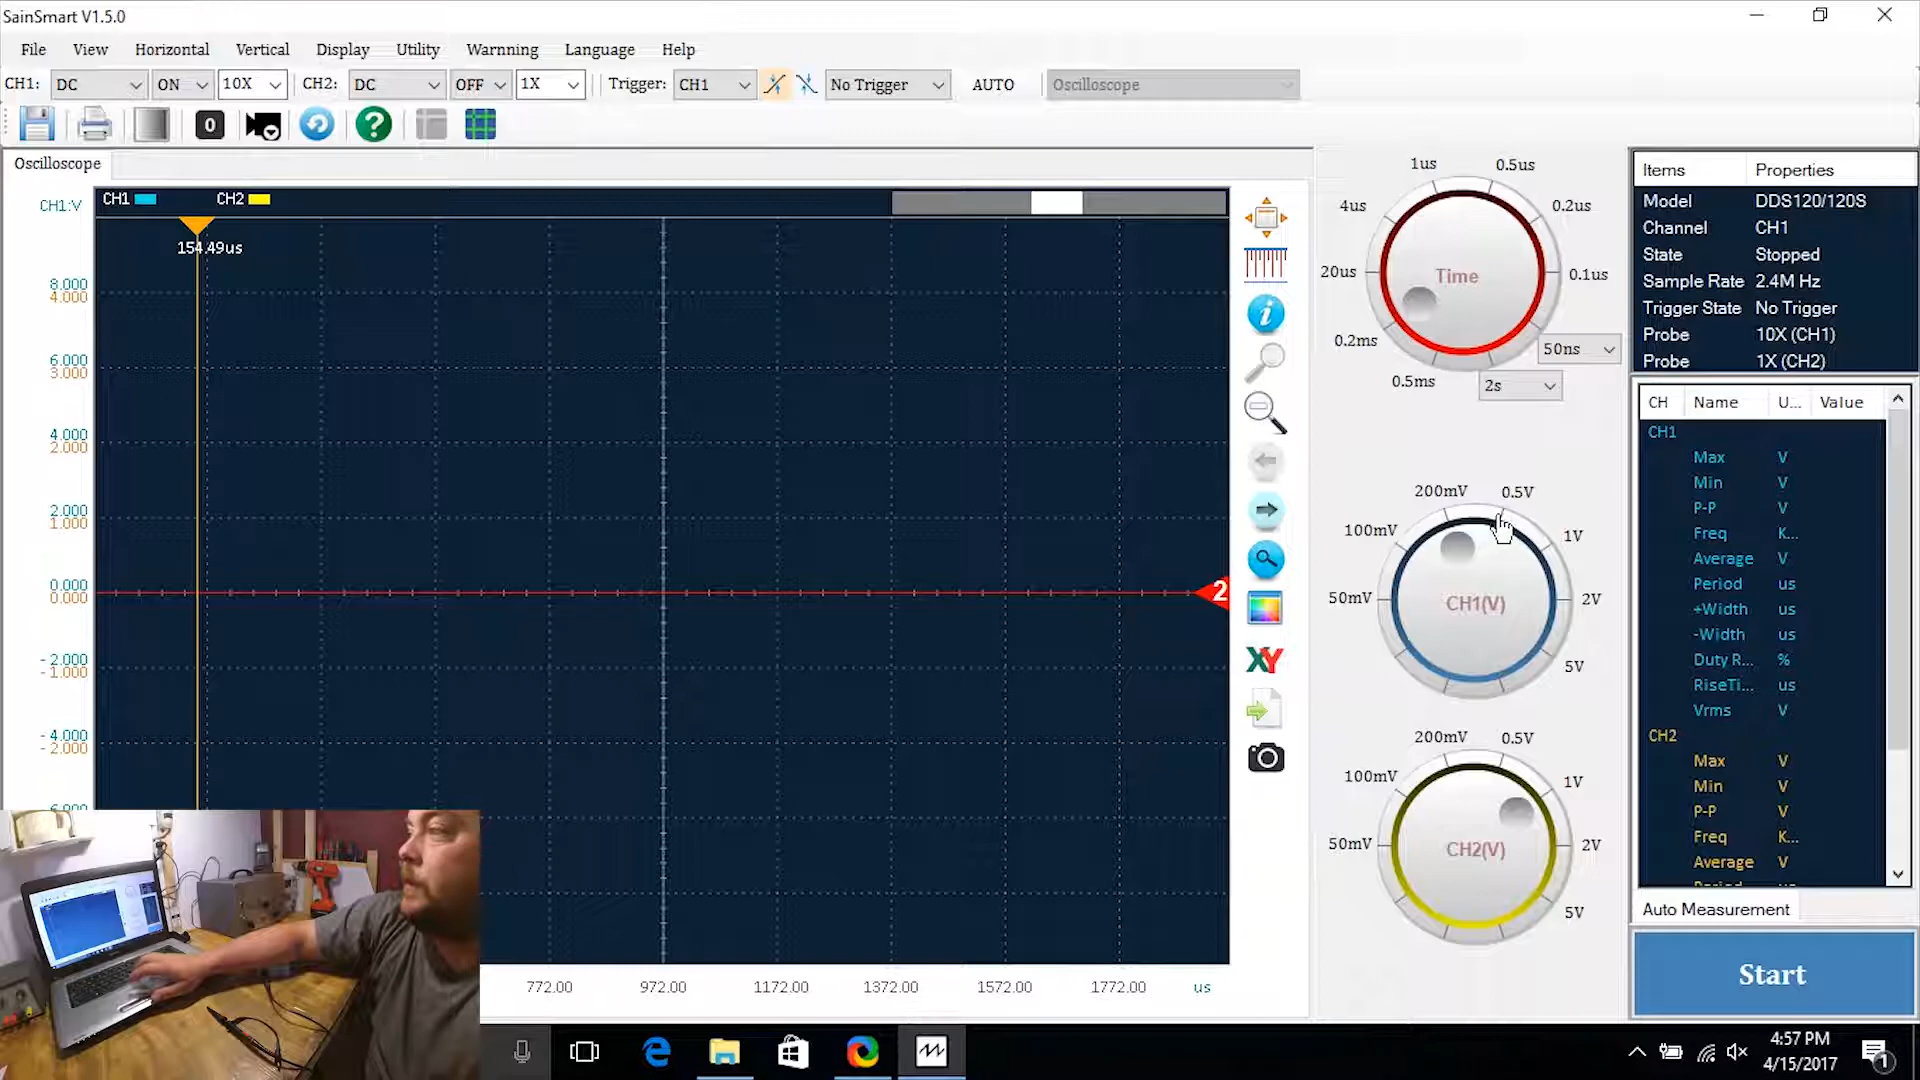 SainSmart V1.5.0
File View Horizontal Vertical Display Utility Warnning Language Help
CH1: DC ON 10X CH2: DC OFF 1X Trigger: CH1 No Trigger AUTO Oscilloscope
0
Oscilloscope
CH1:V
CH1 CH2
154.49us
8.000
4.000
6.000
3.000
4.000
2.000
2.000
1.000
0.000
0.000
- 2.000
- 1.000
- 4.000
- 2.000
2
XY
772.00 972.00 1172.00 1372.00 1572.00 1772.00 us
1us 0.5us
4us 0.2us
20us Time 0.1us
0.2ms 50ns
0.5ms 2s
200mV 0.5V
100mV 1V
50mV CH1(V) 2V
5V
200mV 0.5V
100mV 1V
50mV CH2(V) 2V
5V
Items Properties
Model DDS120/120S
Channel CH1
State Stopped
Sample Rate 2.4M Hz
Trigger State No Trigger
Probe 10X (CH1)
Probe 1X (CH2)
CH Name U... Value
CH1
Max V
Min V
P-P V
Freq K...
Average V
Period us
+Width us
-Width us
Duty R... %
RiseTi... us
Vrms V
CH2
Max V
Min V
P-P V
Freq K...
Average V
Auto Measurement
Start
4:57 PM
4/15/2017
1